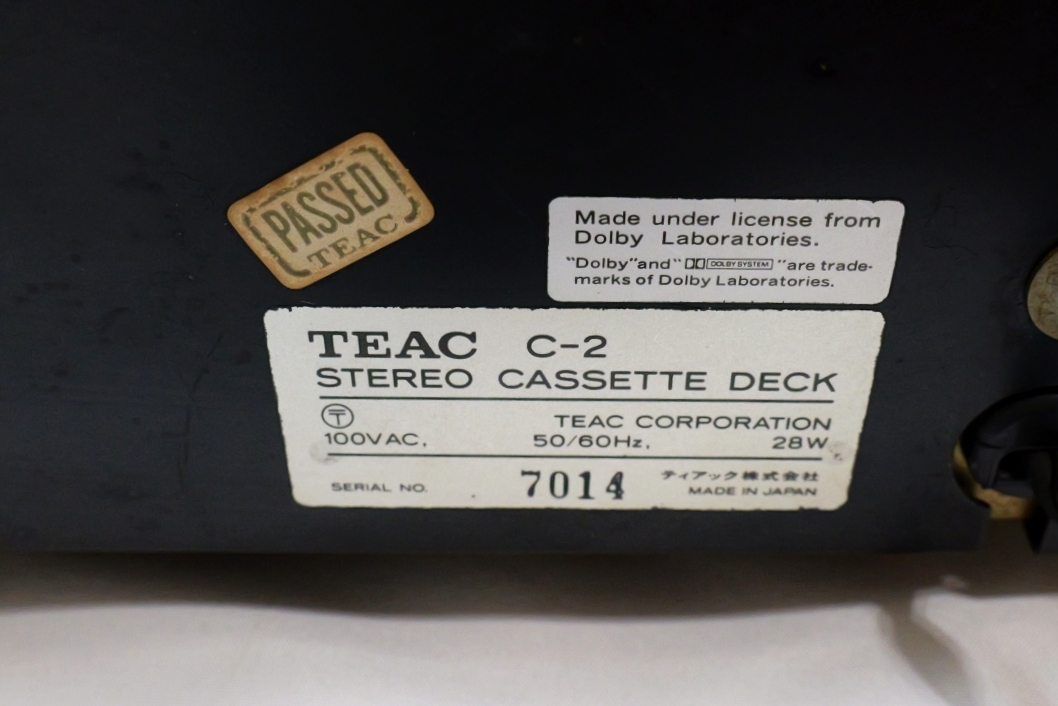 PASSED
TEAC
Made under license from
Dolby Laboratories.
"Dolby" and " DOLBY SYSTEM " are trade-
marks of Dolby Laboratories.
TEAC C-2
STEREO CASSETTE DECK
〒 TEAC CORPORATION
100V AC, 50/60Hz, 28W
ティアック株式会社
SERIAL NO. 7014 MADE IN JAPAN